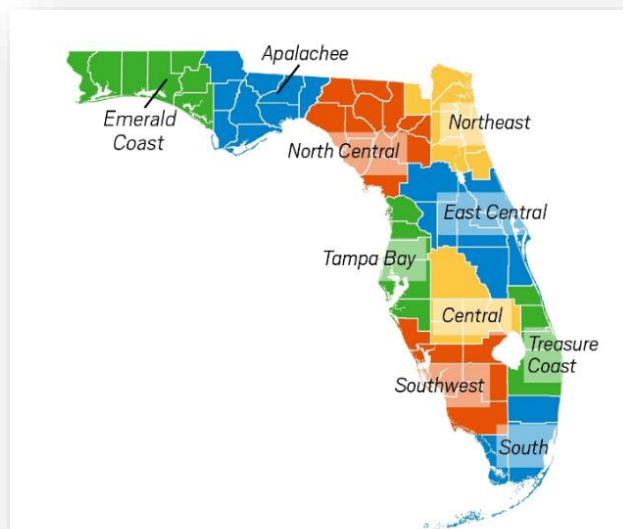 Apalachee
Emerald
Coast
Northeast
North Central
East Central
Tampa Bay
Central
Treasure
Coast
Southwest
South